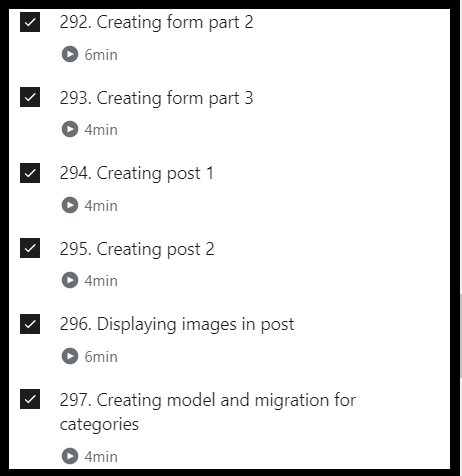 292. Creating form part 2
6min
293. Creating form part 3
4min
294. Creating post 1
4min
295. Creating post 2
4min
296. Displaying images in post
6min
297. Creating model and migration for
categories
4min